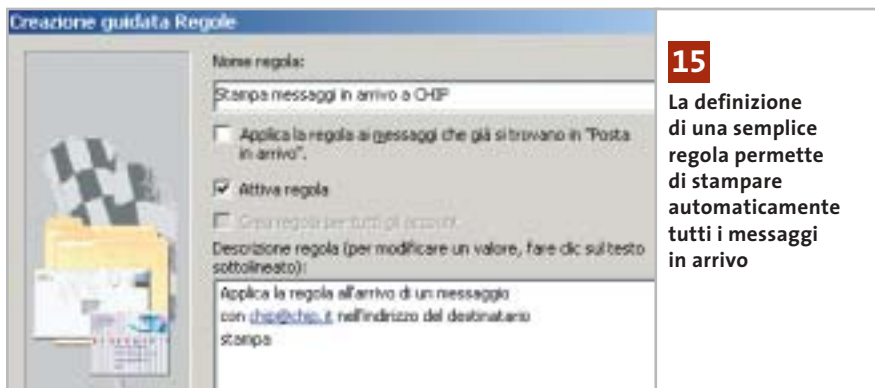 Creazione guidata Regole
Nome regola:
Stampa messaggi in arrivo a CHIP
Applica la regola ai messaggi che già si trovano in "Posta
in arrivo".
Attiva regola
Crea regola per tutti gli account
Descrizione regola (per modificare un valore, fare clic sul testo
sottolineato):
Applica la regola all'arrivo di un messaggio
con chip@chip.it nell'indirizzo del destinatario
stampa
15
La definizione
di una semplice
regola permette
di stampare
automaticamente
tutti i messaggi
in arrivo